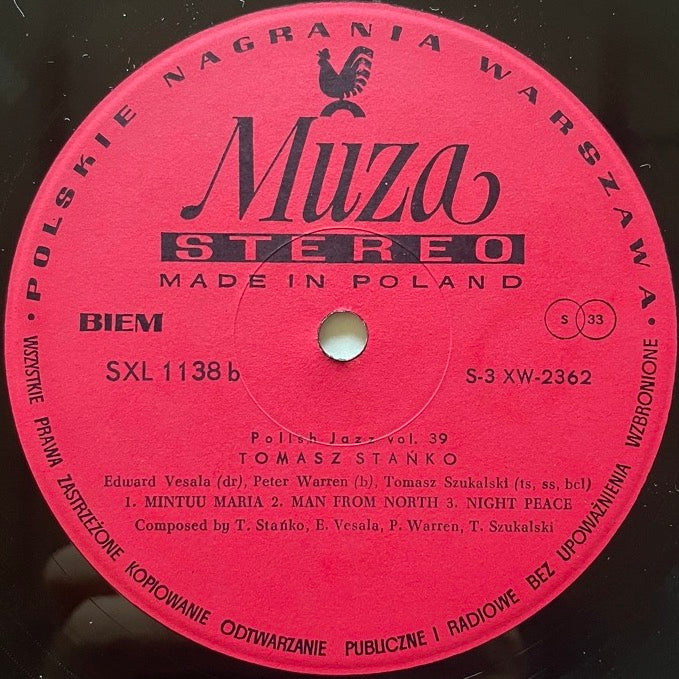 • POLSKIE NAGRANIA WARSZAWA •
Muza
STEREO
MADE IN POLAND
BIEM
S 33
SXL 1138 b
S-3 XW-2362
Polish Jazz vol. 39
TOMASZ STAŃKO
Edward Vesala (dr), Peter Warren (b), Tomasz Szukalski (ts, ss, bcl)
1. MINTUU MARIA 2. MAN FROM NORTH 3. NIGHT PEACE
Composed by T. Stańko, E. Vesala, P. Warren, T. Szukalski
WSZYSTKIE PRAWA ZASTRZEŻONE KOPIOWANIE ODTWARZANIE PUBLICZNE I RADIOWE BEZ UPOWAŻNIENIA WZBRONIONE